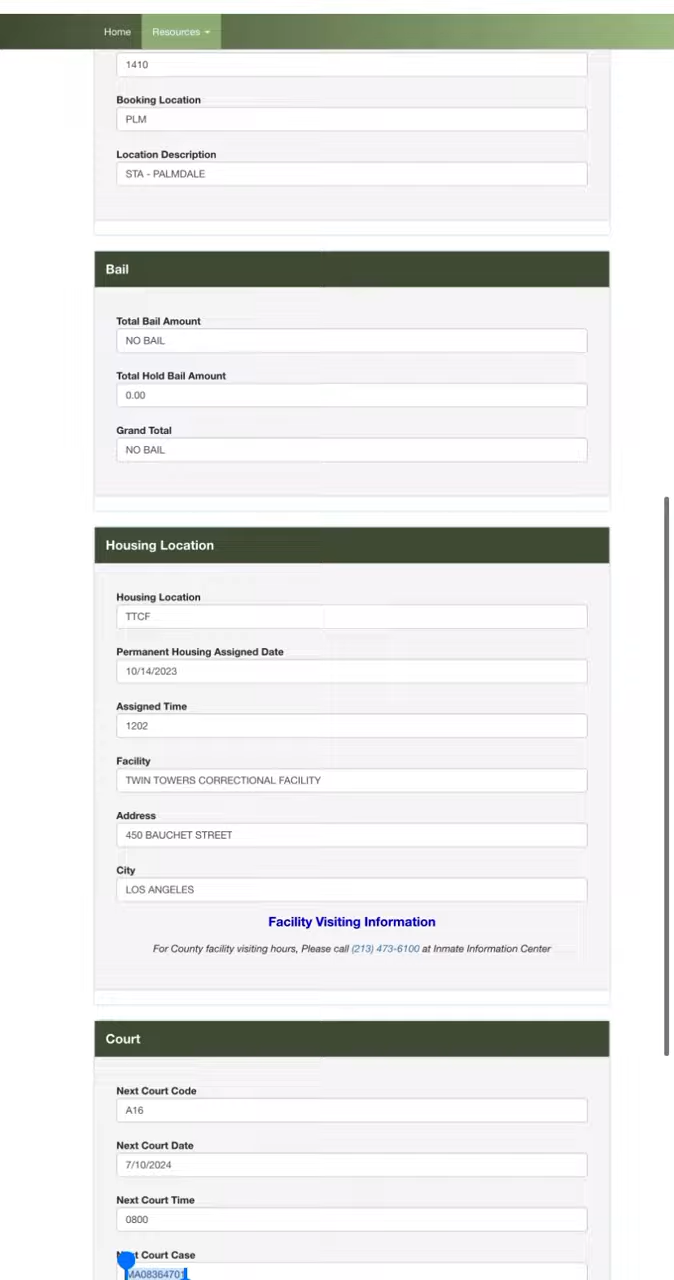 Home Resources
1410
Booking Location
PLM
Location Description
STA - PALMDALE
Bail
Total Bail Amount
NO BAIL
Total Hold Bail Amount
0.00
Grand Total
NO BAIL
Housing Location
Housing Location
TTCF
Permanent Housing Assigned Date
10/14/2023
Assigned Time
1202
Facility
TWIN TOWERS CORRECTIONAL FACILITY
Address
450 BAUCHET STREET
City
LOS ANGELES
Facility Visiting Information
For County facility visiting hours, Please call (213) 473-6100 at Inmate Information Center
Court
Next Court Code
A16
Next Court Date
7/10/2024
Next Court Time
0800
Next Court Case
MA08364701